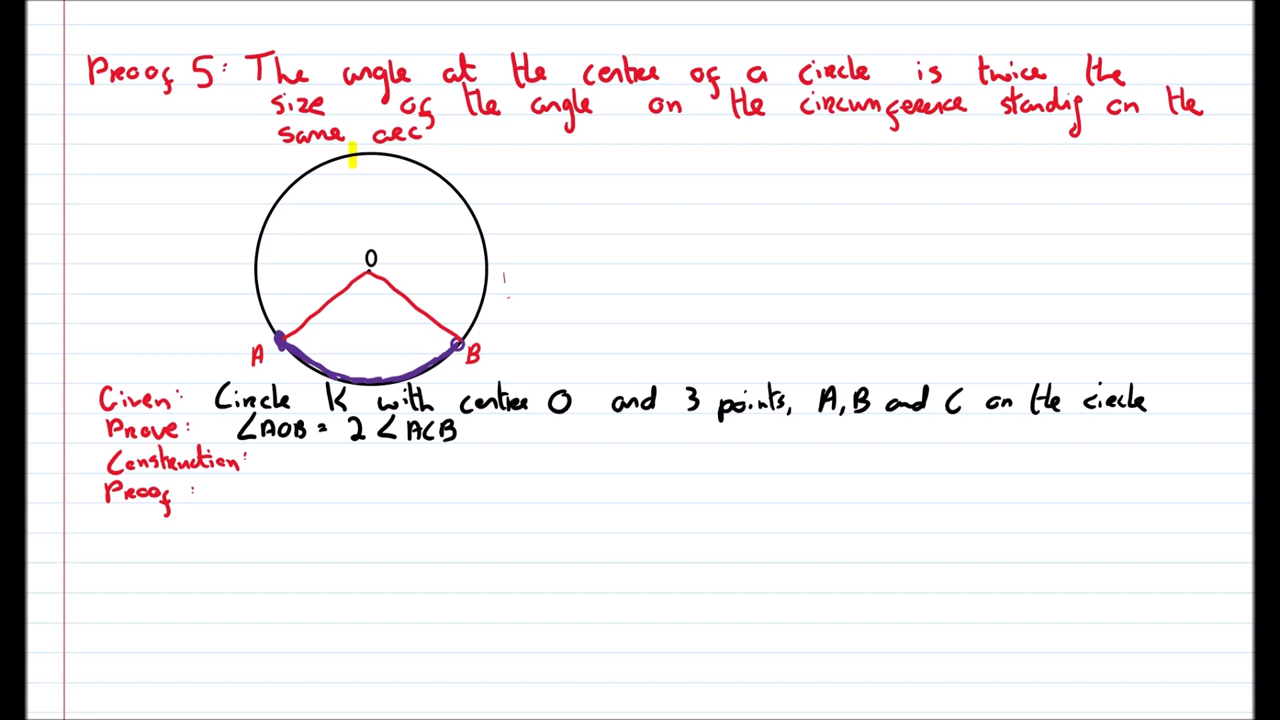 Proof 5: The angle at the centre of a circle is twice the
size of the angle on the circumference standing on the
same arc
O
A
B
Given: Circle K with centre O and 3 points, A, B and C on the circle
Prove: ∠AOB = 2 ∠ACB
Construction:
Proof: